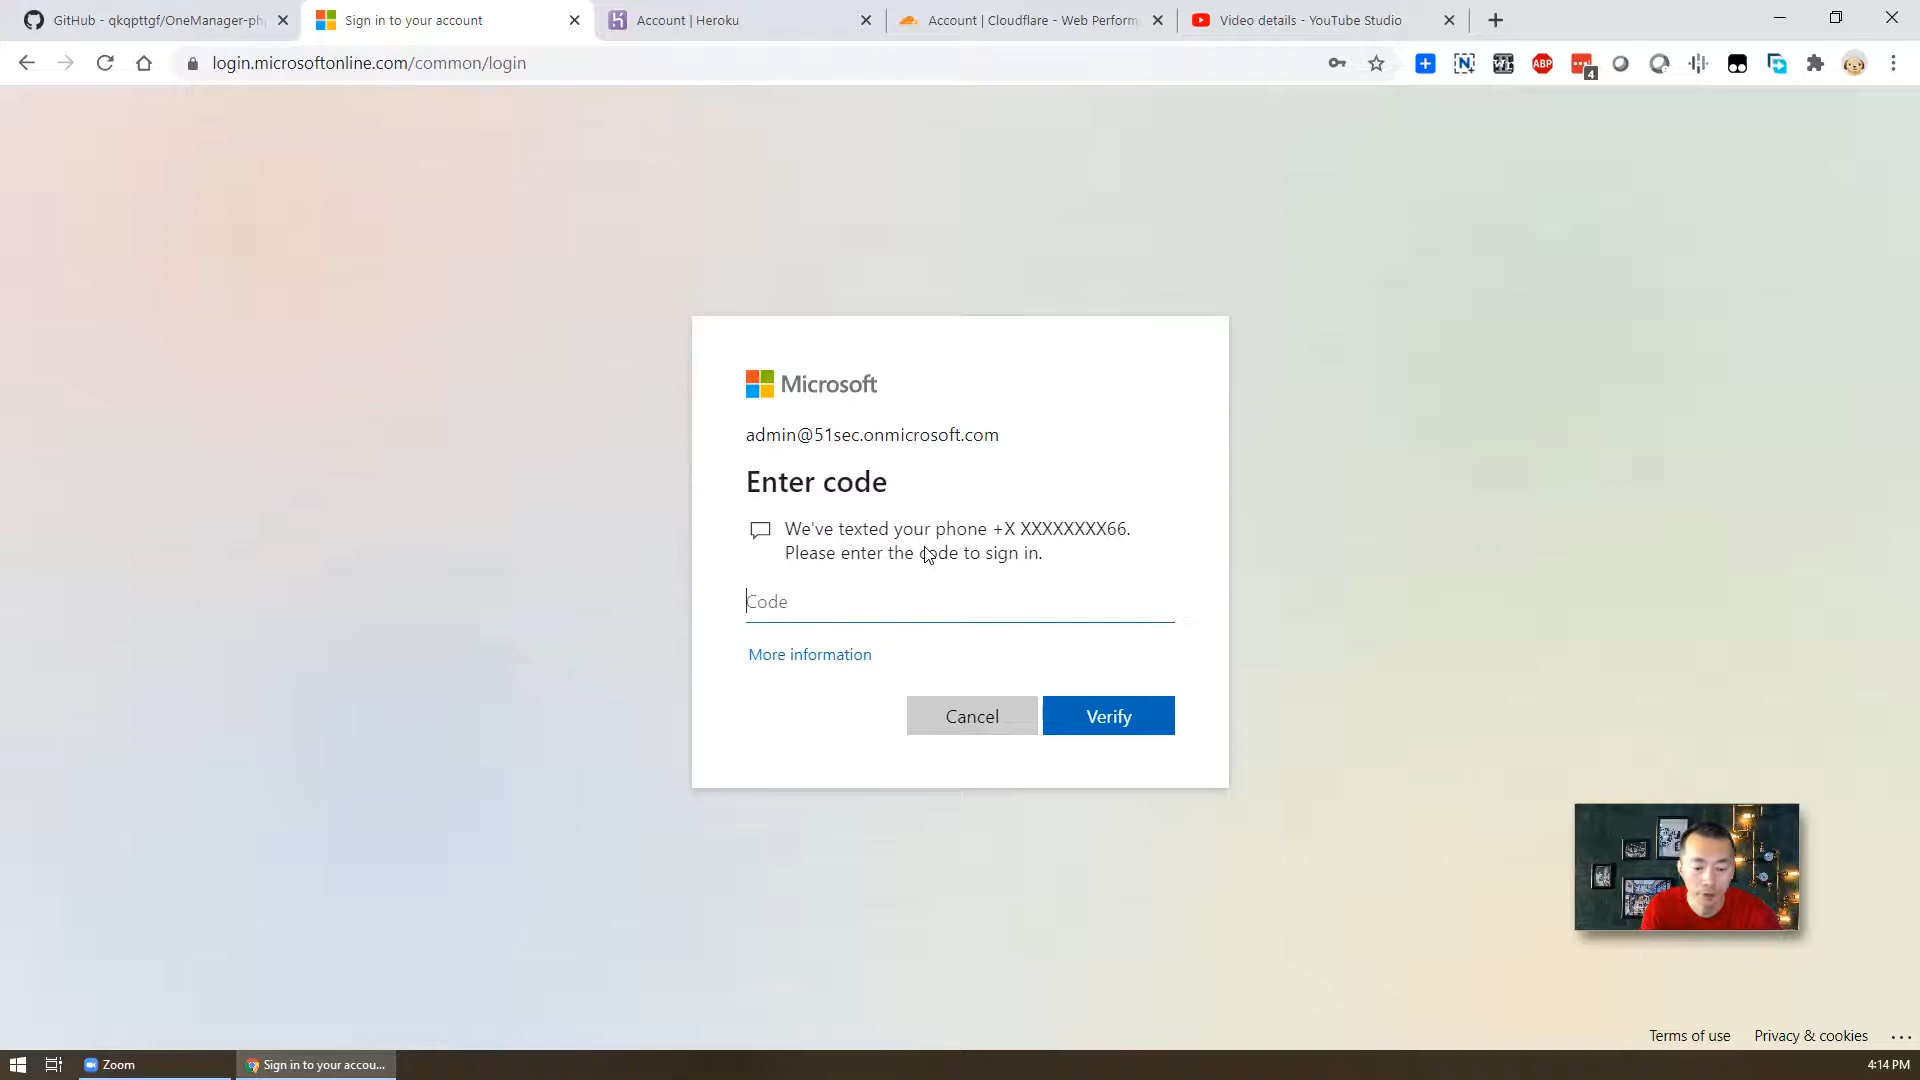 GitHub - qkqpttgf/OneManager-ph
Sign in to your account
Account | Heroku
Account | Cloudflare - Web Perform
Video details - YouTube Studio
login.microsoftonline.com/common/login
ABP
4
Microsoft
admin@51sec.onmicrosoft.com
Enter code
We've texted your phone +X XXXXXXXX66.
Please enter the code to sign in.
Code
More information
Cancel
Verify
Terms of use
Privacy & cookies
Zoom
Sign in to your accou...
4:14 PM